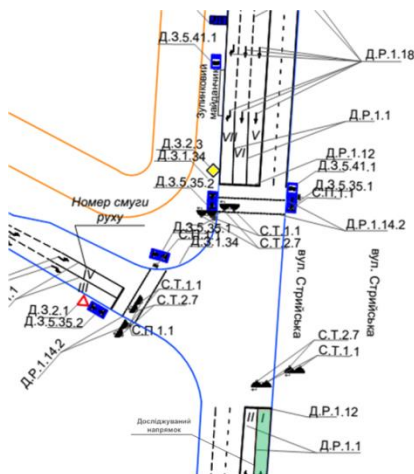 Д.З.5.41.1
Д.Р.1.18
Зупинковий
майданчик
Д.Р.1.1
VII
V
VI
Д.З.2.3
Д.З.1.34
Д.Р.1.12
Д.З.5.41.1
Д.З.5.35.2
Д.З.5.35.1
С.П.1.1
Номер смуги
руху
Д.Р.1.14.2
Д.З.5.35.1
Д.З.1.34
С.Т.1.1
С.Т.2.7
вул. Стрийська
вул. Стрийська
IV
III
С.Т.1.1
С.Т.2.7
Д.З.2.1
Д.З.5.35.2
С.П.1.1
Д.Р.1.14.2
С.Т.2.7
С.Т.1.1
Д.Р.1.12
II
I
Досліджуваний
напрямок
Д.Р.1.1